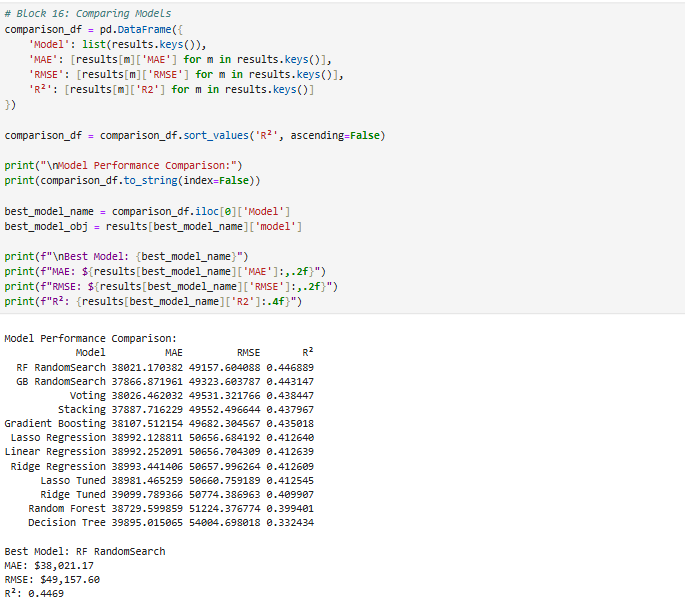 # Block 16: Comparing Models
comparison_df = pd.DataFrame({
    'Model': list(results.keys()),
    'MAE': [results[m]['MAE'] for m in results.keys()],
    'RMSE': [results[m]['RMSE'] for m in results.keys()],
    'R²': [results[m]['R2'] for m in results.keys()]
})

comparison_df = comparison_df.sort_values('R²', ascending=False)

print("\nModel Performance Comparison:")
print(comparison_df.to_string(index=False))

best_model_name = comparison_df.iloc[0]['Model']
best_model_obj = results[best_model_name]['model']

print(f"\nBest Model: {best_model_name}")
print(f"MAE: ${results[best_model_name]['MAE']:,.2f}")
print(f"RMSE: ${results[best_model_name]['RMSE']:,.2f}")
print(f"R²: {results[best_model_name]['R2']:.4f}")

Model Performance Comparison:
            Model          MAE         RMSE       R²
  RF RandomSearch 38021.170382 49157.604088 0.446889
  GB RandomSearch 37866.871961 49323.603787 0.443147
           Voting 38026.462032 49531.321766 0.438447
         Stacking 37887.716229 49552.496644 0.437967
Gradient Boosting 38107.512154 49682.304567 0.435018
 Lasso Regression 38992.128811 50656.684192 0.412640
Linear Regression 38992.252091 50656.704309 0.412639
 Ridge Regression 38993.441406 50657.996264 0.412609
      Lasso Tuned 38981.465259 50660.759189 0.412545
      Ridge Tuned 39099.789366 50774.386963 0.409907
    Random Forest 38729.599859 51224.376774 0.399401
    Decision Tree 39895.015065 54004.698018 0.332434

Best Model: RF RandomSearch
MAE: $38,021.17
RMSE: $49,157.60
R²: 0.4469